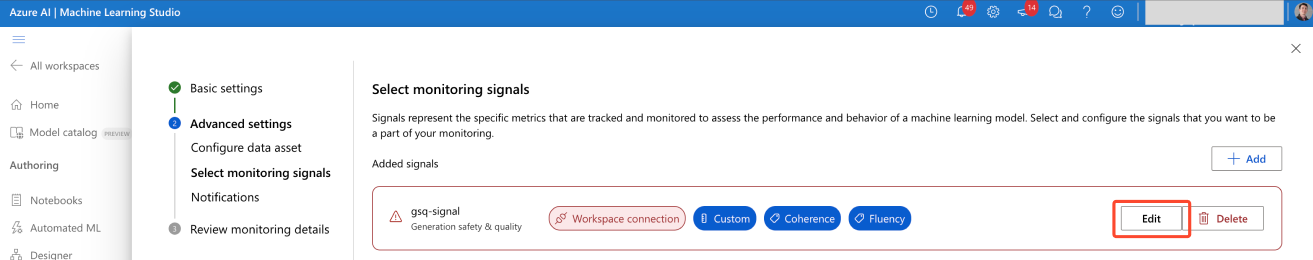 Azure AI | Machine Learning Studio
49
14
All workspaces
Home
Model catalog PREVIEW
Authoring
Notebooks
Automated ML
Designer
Basic settings
2 Advanced settings
Configure data asset
Select monitoring signals
Notifications
3 Review monitoring details
Select monitoring signals
Signals represent the specific metrics that are tracked and monitored to assess the performance and behavior of a machine learning model. Select and configure the signals that you want to be
a part of your monitoring.
Added signals
Add
gsq-signal
Generation safety & quality
Workspace connection
Custom
Coherence
Fluency
Edit
Delete